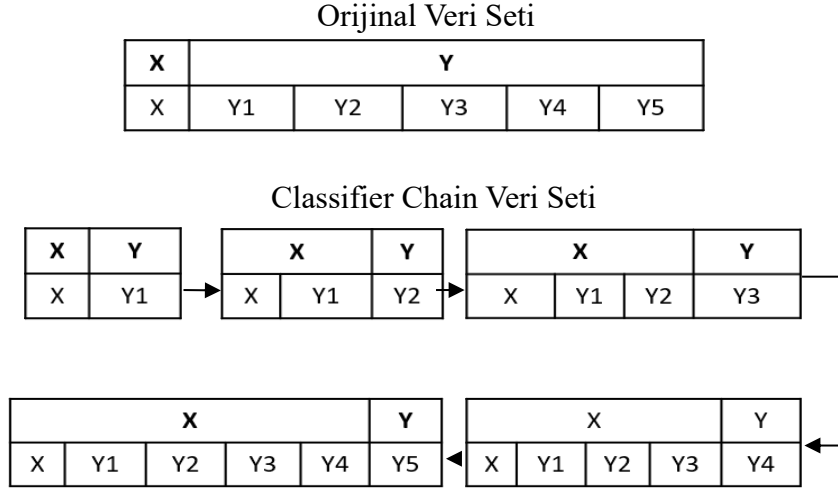 Orijinal Veri Seti
X Y
X Y1 Y2 Y3 Y4 Y5
Classifier Chain Veri Seti
X Y
X Y1
X Y
X Y1 Y2
X Y
X Y1 Y2 Y3
X Y
X Y1 Y2 Y3 Y4
X Y
X Y1 Y2 Y3 Y4 Y5